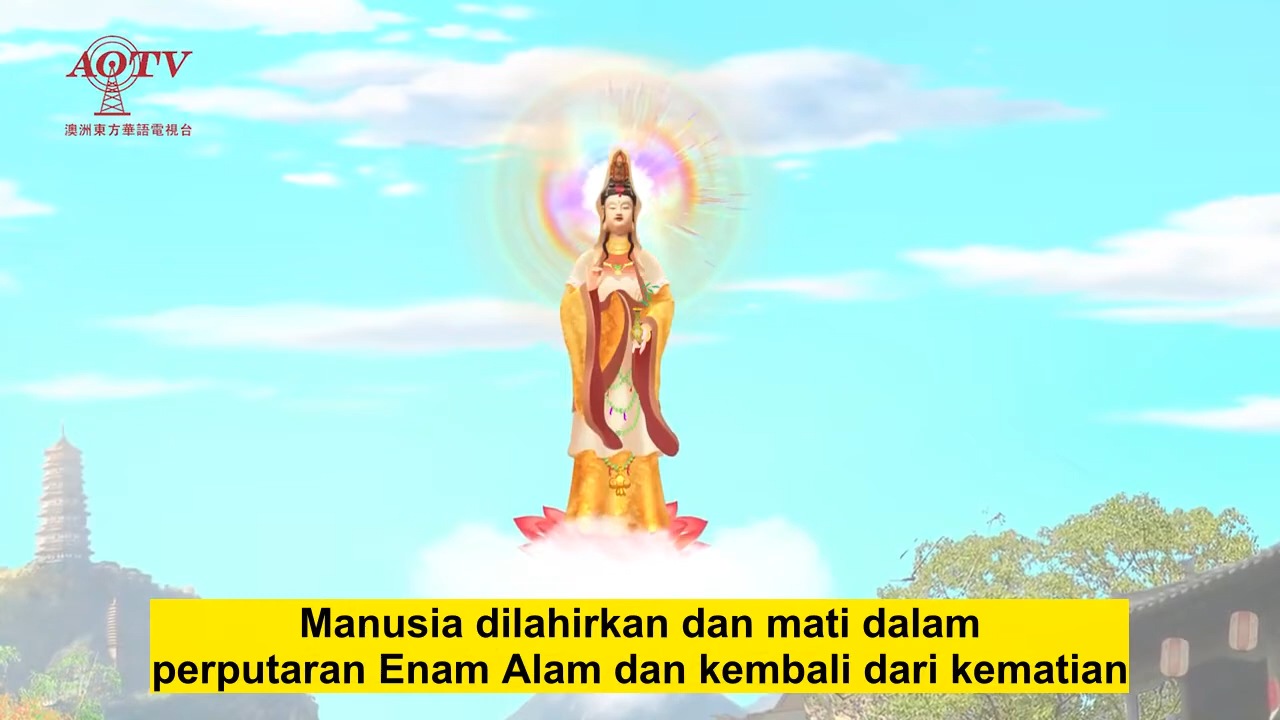 AOTV
澳洲東方華語電視台
Manusia dilahirkan dan mati dalam
perputaran Enam Alam dan kembali dari kematian